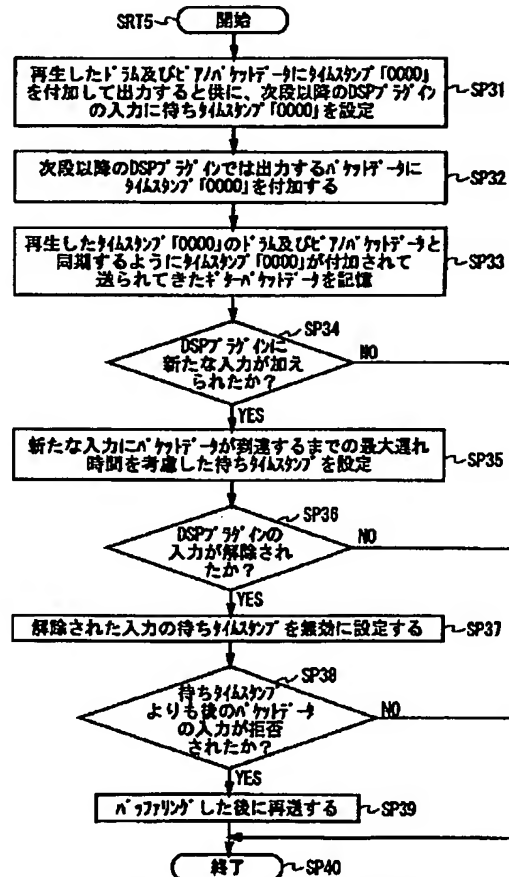 SRT5 開始
再生したドラム及びピアノパケットデータにタイムスタンプ「0000」
を付加して出力すると供に、次段以降のDSPプラグイン
の入力に待ちタイムスタンプ「0000」を設定
SP31
次段以降のDSPプラグインでは出力するパケットデータに
タイムスタンプ「0000」を付加する
SP32
再生したタイムスタンプ「0000」のドラム及びピアノパケットデータと
同期するようにタイムスタンプ「0000」が付加されて
送られてきたギターパケットデータを記憶
SP33
SP34
DSPプラグインに
新たな入力が加え
られたか?
NO
YES
新たな入力にパケットデータが到達するまでの最大遅れ
時間を考慮した待ちタイムスタンプを設定
SP35
SP36
DSPプラグインの
入力が解除され
たか?
NO
YES
解除された入力の待ちタイムスタンプを無効に設定する
SP37
SP38
待ちタイムスタンプ
よりも後のパケットデータ
の入力が拒否
されたか?
NO
YES
バッファリングした後に再送する
SP39
終了
SP40